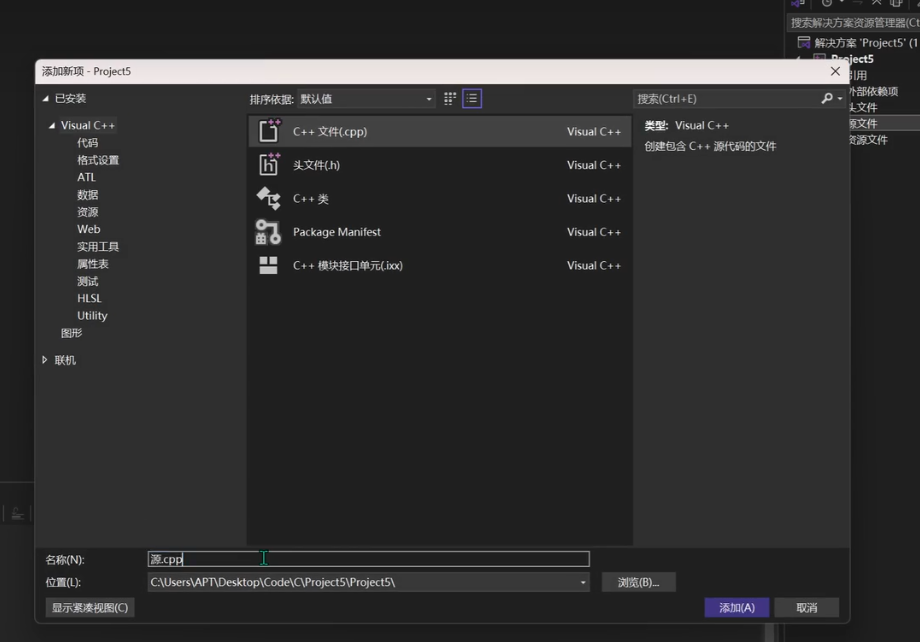 搜索解决方案资源管理器(Ct
解决方案 'Project5' (1
Project5
引用
外部依赖项
头文件
源文件
资源文件
添加新项 - Project5
已安装
排序依据: 默认值
搜索(Ctrl+E)
Visual C++
代码
格式设置
ATL
数据
资源
Web
实用工具
属性表
测试
HLSL
Utility
图形
联机
C++ 文件(.cpp) Visual C++
头文件(.h) Visual C++
C++ 类 Visual C++
Package Manifest Visual C++
C++ 模块接口单元(.ixx) Visual C++
类型: Visual C++
创建包含 C++ 源代码的文件
名称(N): 源.cpp
位置(L): C:\Users\APT\Desktop\Code\C\Project5\Project5\ 浏览(B)...
显示紧凑视图(C) 添加(A) 取消